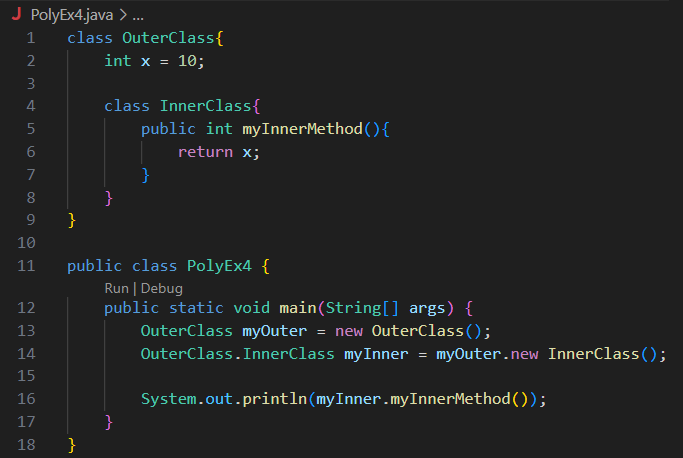 J PolyEx4.java > ...
1 class OuterClass{
2     int x = 10;
3
4     class InnerClass{
5         public int myInnerMethod(){
6             return x;
7         }
8     }
9 }
10
11 public class PolyEx4 {
Run | Debug
12     public static void main(String[] args) {
13         OuterClass myOuter = new OuterClass();
14         OuterClass.InnerClass myInner = myOuter.new InnerClass();
15
16         System.out.println(myInner.myInnerMethod());
17     }
18 }